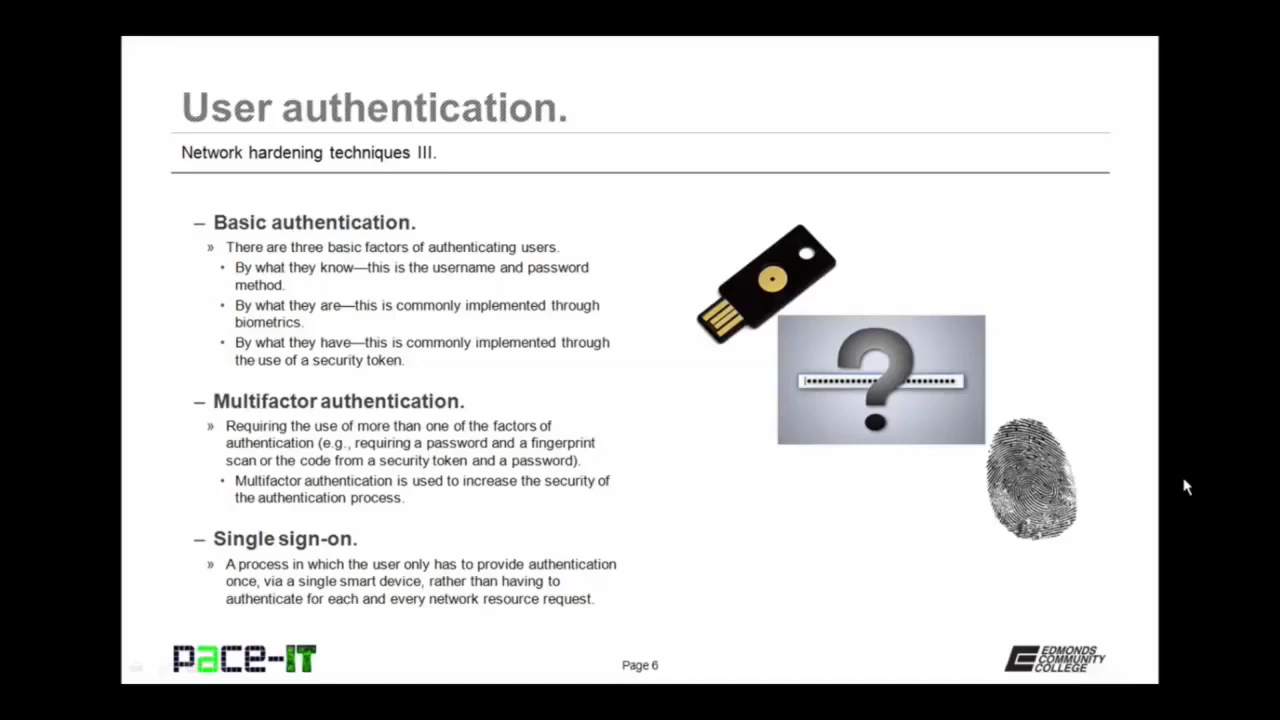 User authentication.
Network hardening techniques III.
– Basic authentication.
» There are three basic factors of authenticating users.
• By what they know—this is the username and password
method.
• By what they are—this is commonly implemented through
biometrics.
• By what they have—this is commonly implemented through
the use of a security token.
– Multifactor authentication.
» Requiring the use of more than one of the factors of
authentication (e.g., requiring a password and a fingerprint
scan or the code from a security token and a password).
• Multifactor authentication is used to increase the security of
the authentication process.
– Single sign-on.
» A process in which the user only has to provide authentication
once, via a single smart device, rather than having to
authenticate for each and every network resource request.
?
pace-IT
Page 6
EDMONDS
COMMUNITY
COLLEGE